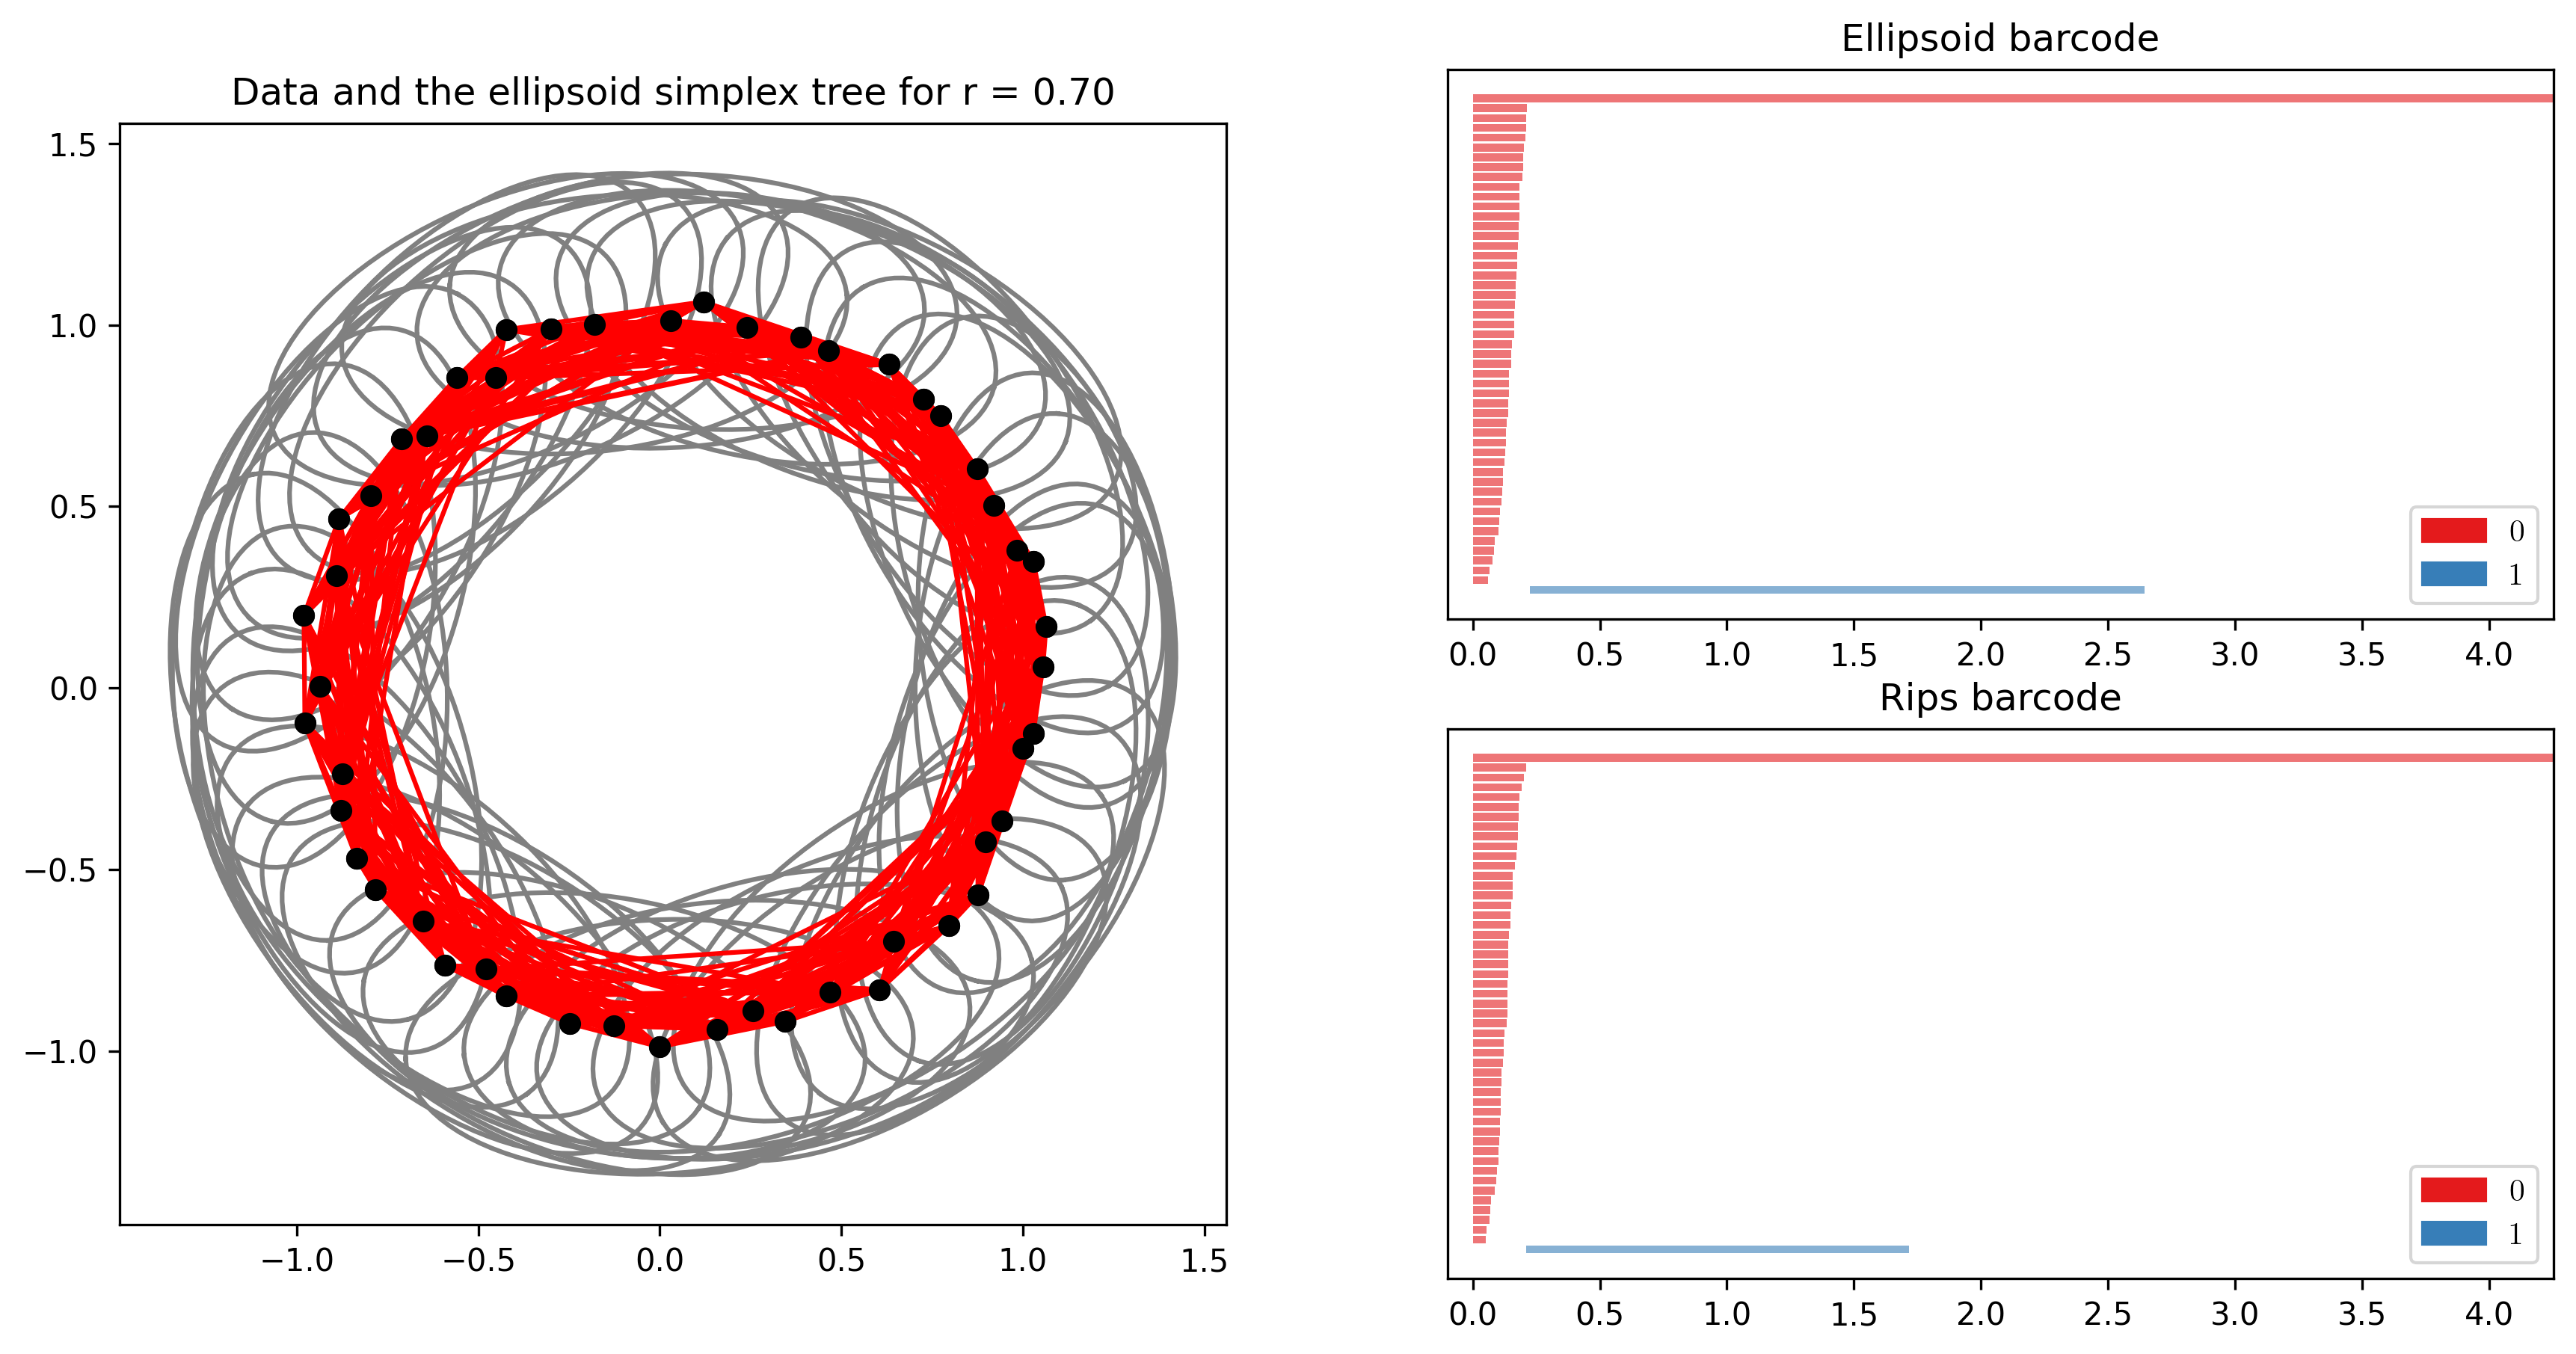 Data and the ellipsoid simplex tree for r = 0.70
1.5
1.0
0.5
0.0
−0.5
−1.0
−1.0 −0.5 0.0 0.5 1.0 1.5
Ellipsoid barcode
0
1
0.0 0.5 1.0 1.5 2.0 2.5 3.0 3.5 4.0
Rips barcode
0
1
0.0 0.5 1.0 1.5 2.0 2.5 3.0 3.5 4.0